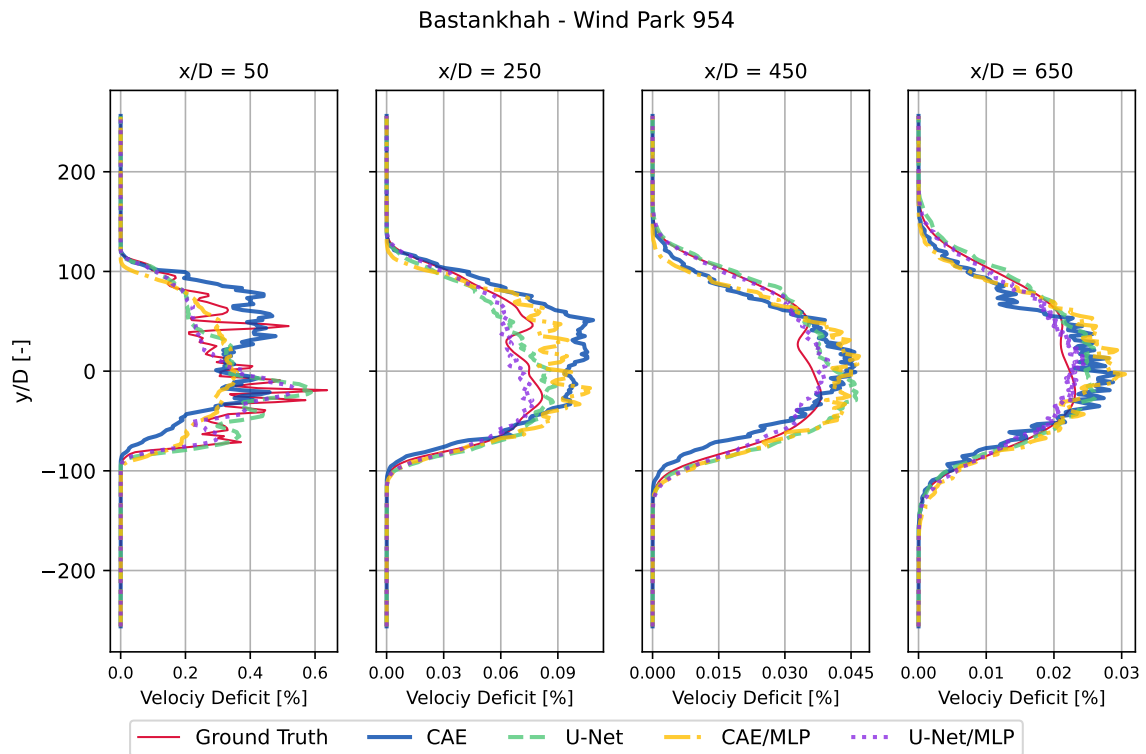 Bastankhah - Wind Park 954
x/D = 50 x/D = 250 x/D = 450 x/D = 650
y/D [-]
200
100
0
−100
−200
0.0 0.2 0.4 0.6 0.00 0.03 0.06 0.09 0.000 0.015 0.030 0.045 0.00 0.01 0.02 0.03
Velociy Deficit [%] Velociy Deficit [%] Velociy Deficit [%] Velociy Deficit [%]
Ground Truth CAE U-Net CAE/MLP U-Net/MLP